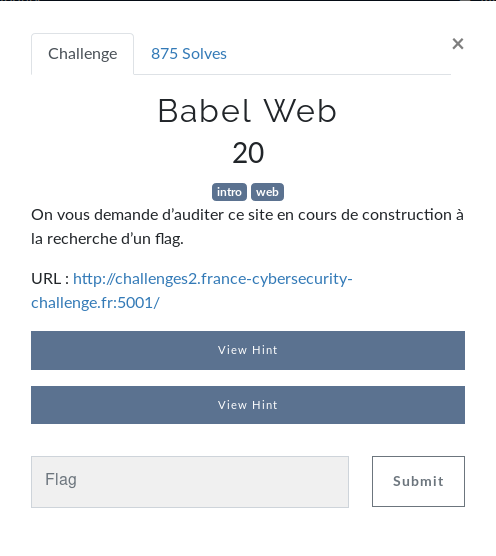 Challenge
875 Solves
×
Babel Web
20
intro
web
On vous demande d’auditer ce site en cours de construction à
la recherche d’un flag.
URL : http://challenges2.france-cybersecurity-
challenge.fr:5001/
View Hint
View Hint
Flag
Submit